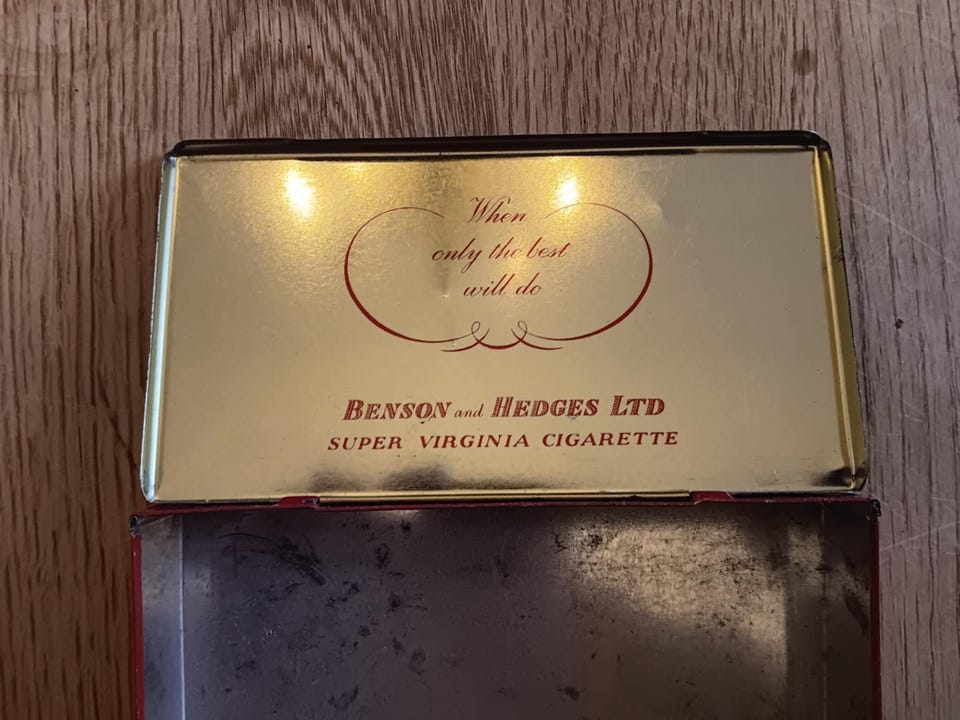 When
only the best
will do
BENSON and HEDGES LTD
SUPER VIRGINIA CIGARETTE